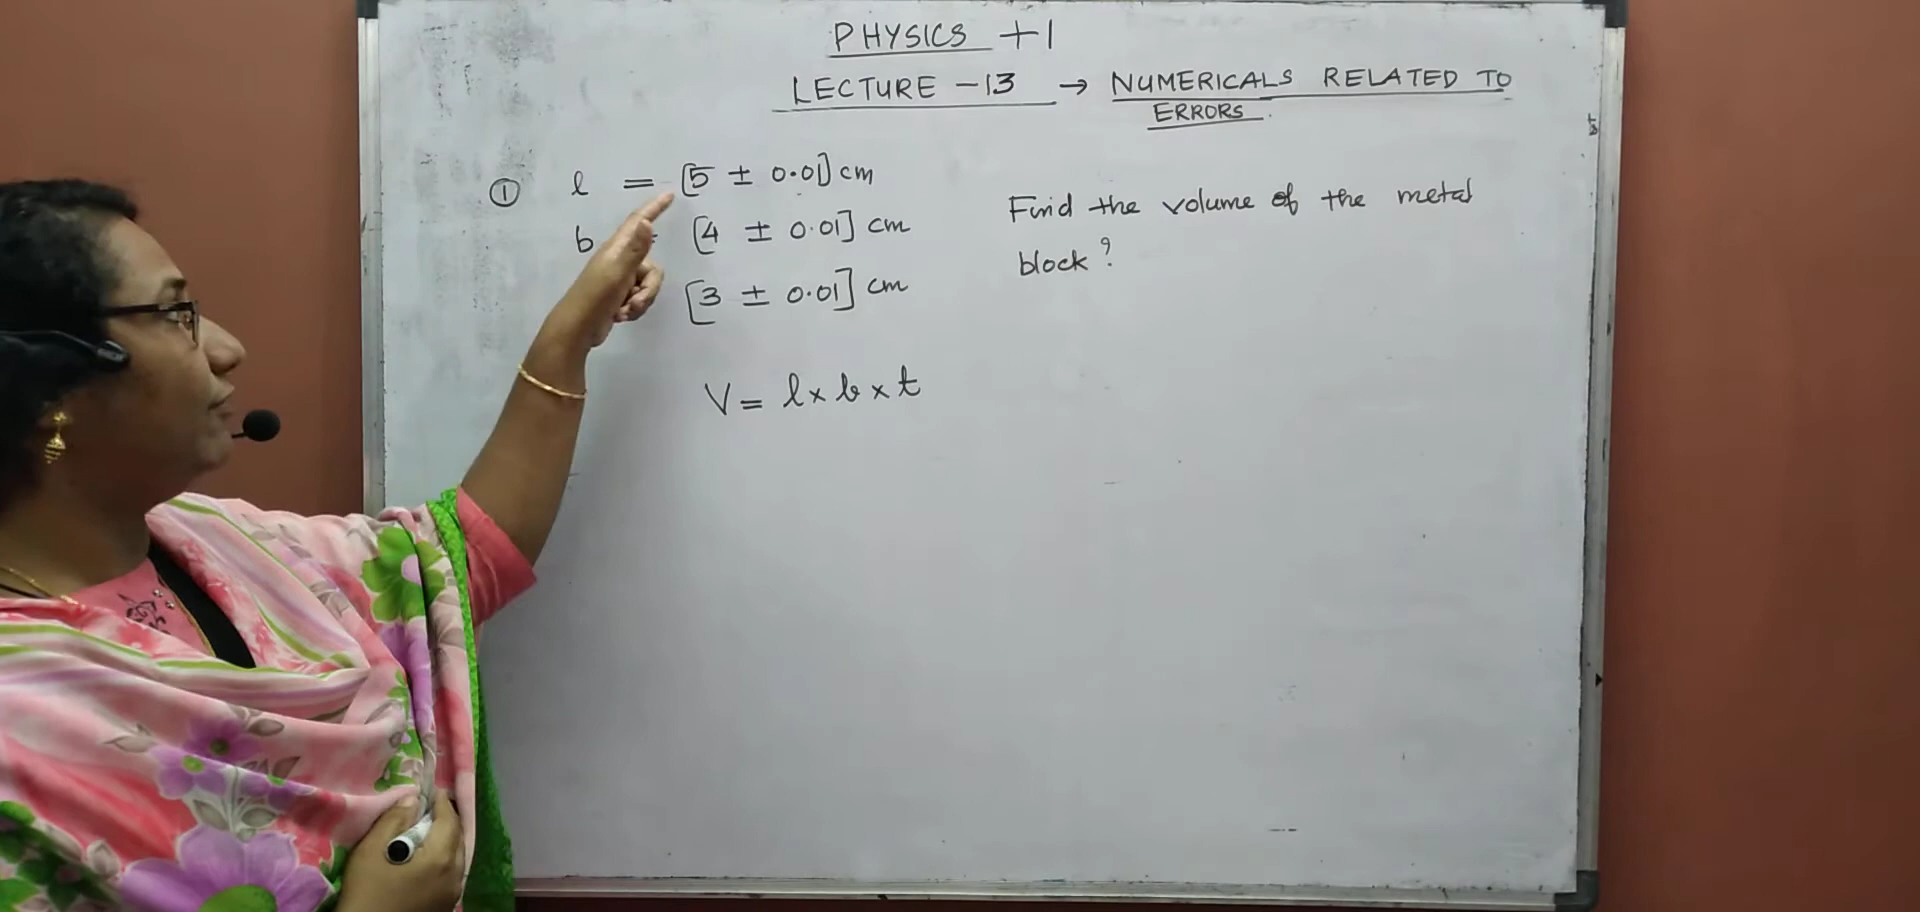 PHYSICS +1
LECTURE - 13 → NUMERICALS RELATED TO
ERRORS.
① l = [5 ± 0.01] cm
b = [4 ± 0.01] cm
[3 ± 0.01] cm
Find the volume of the metal
block?
V = l × b × t